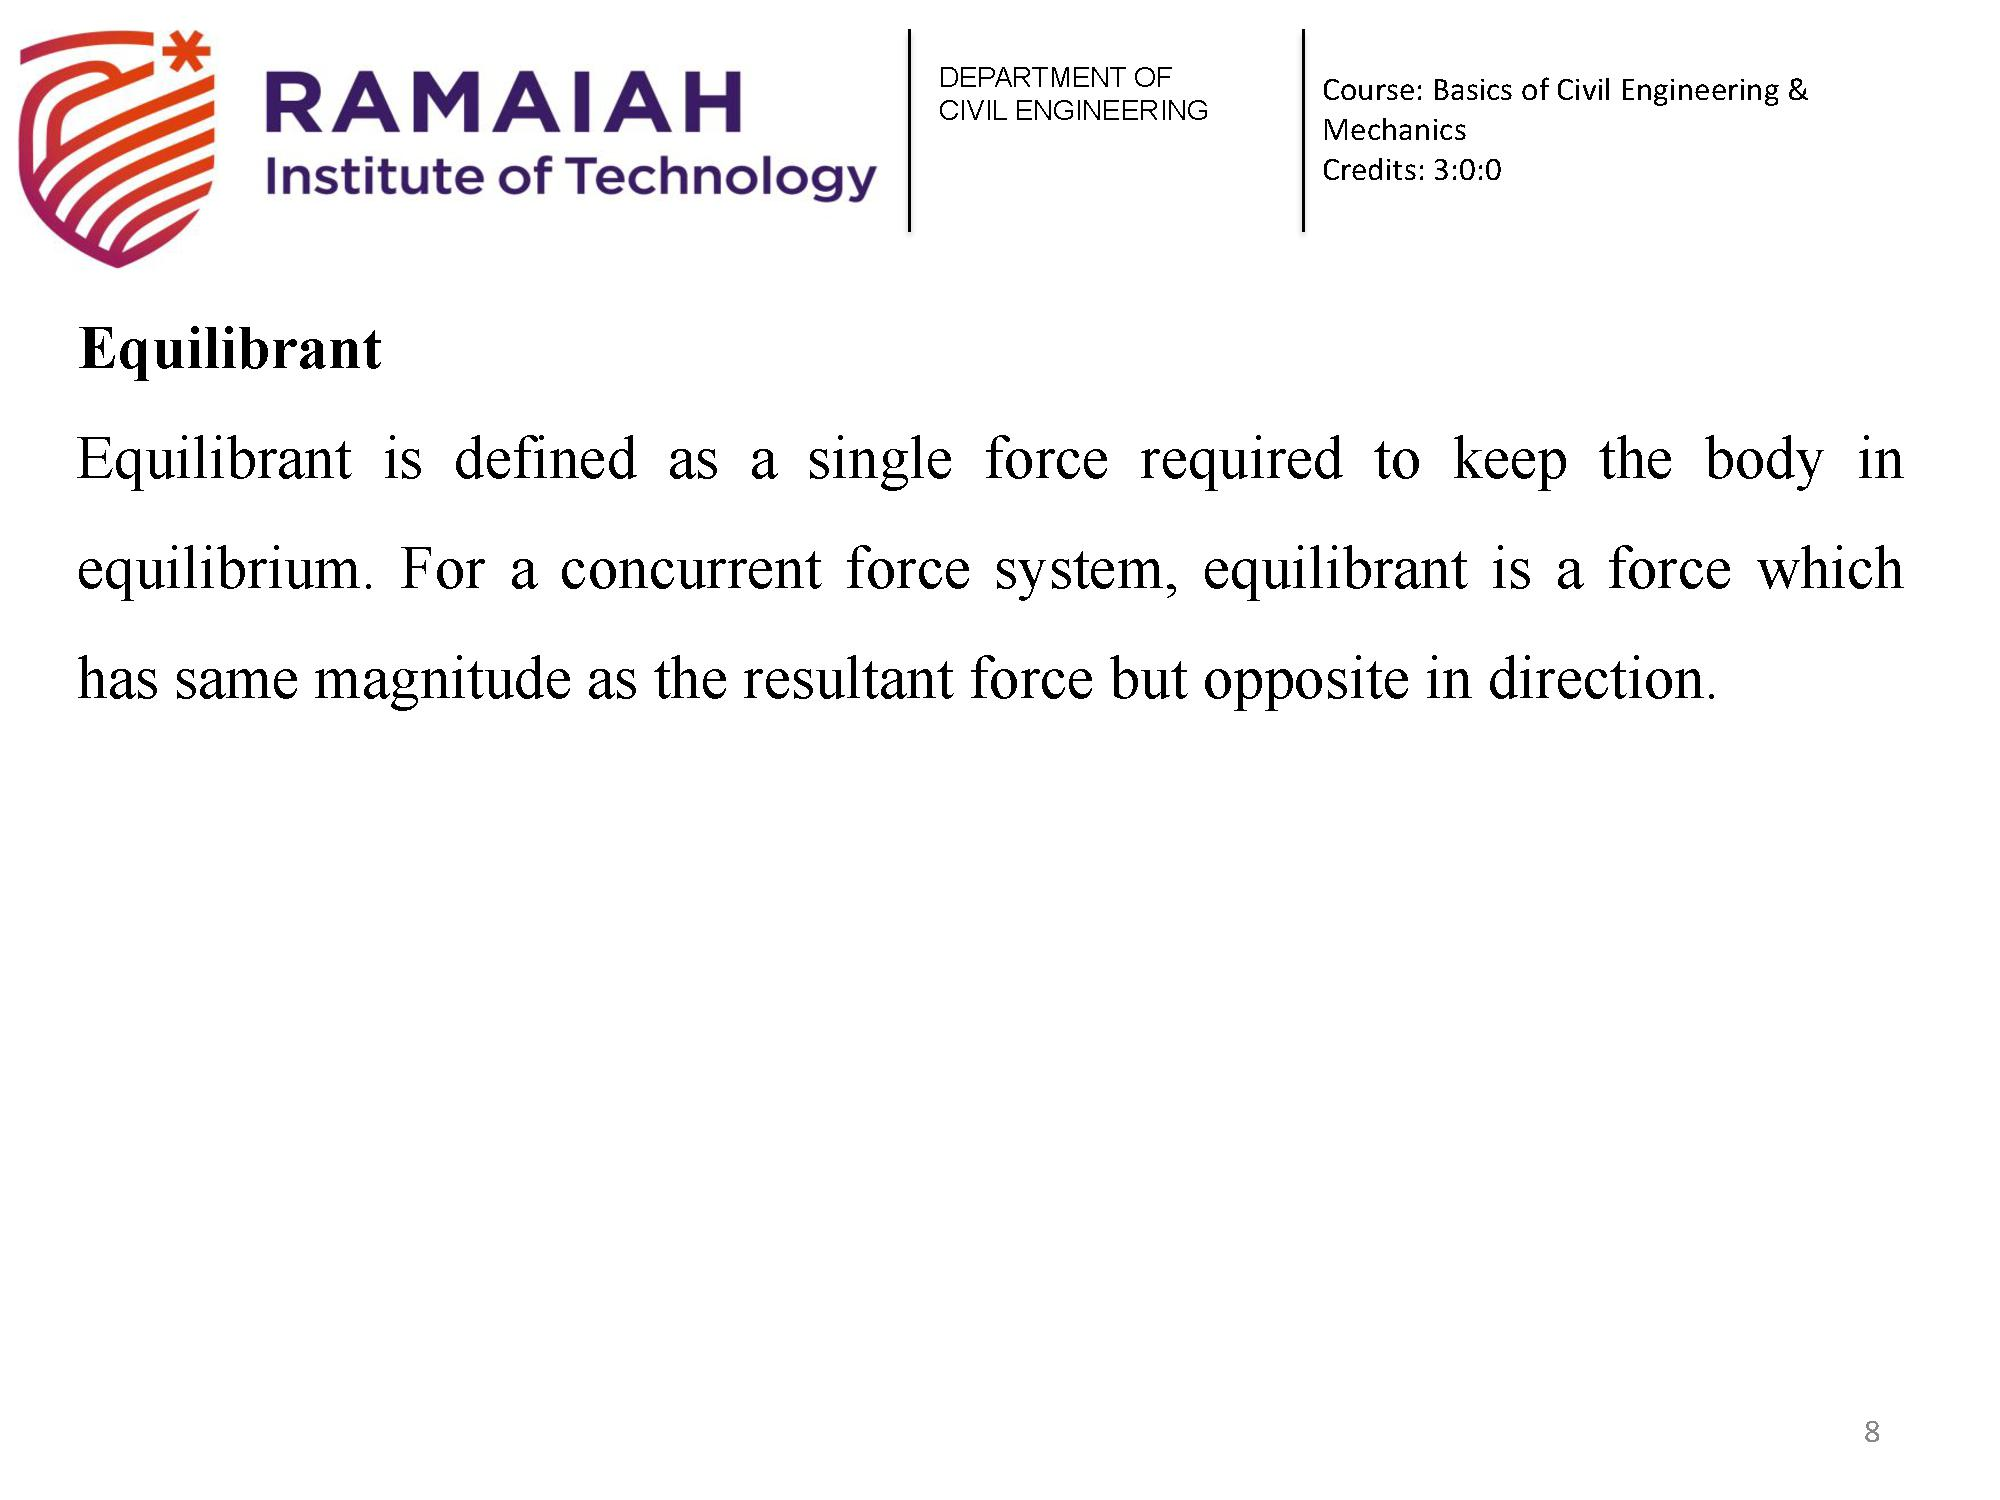 RAMAIAH
Institute of Technology
DEPARTMENT OF
CIVIL ENGINEERING
Course: Basics of Civil Engineering &
Mechanics
Credits: 3:0:0
Equilibrant
Equilibrant is defined as a single force required to keep the body in
equilibrium. For a concurrent force system, equilibrant is a force which
has same magnitude as the resultant force but opposite in direction.
8